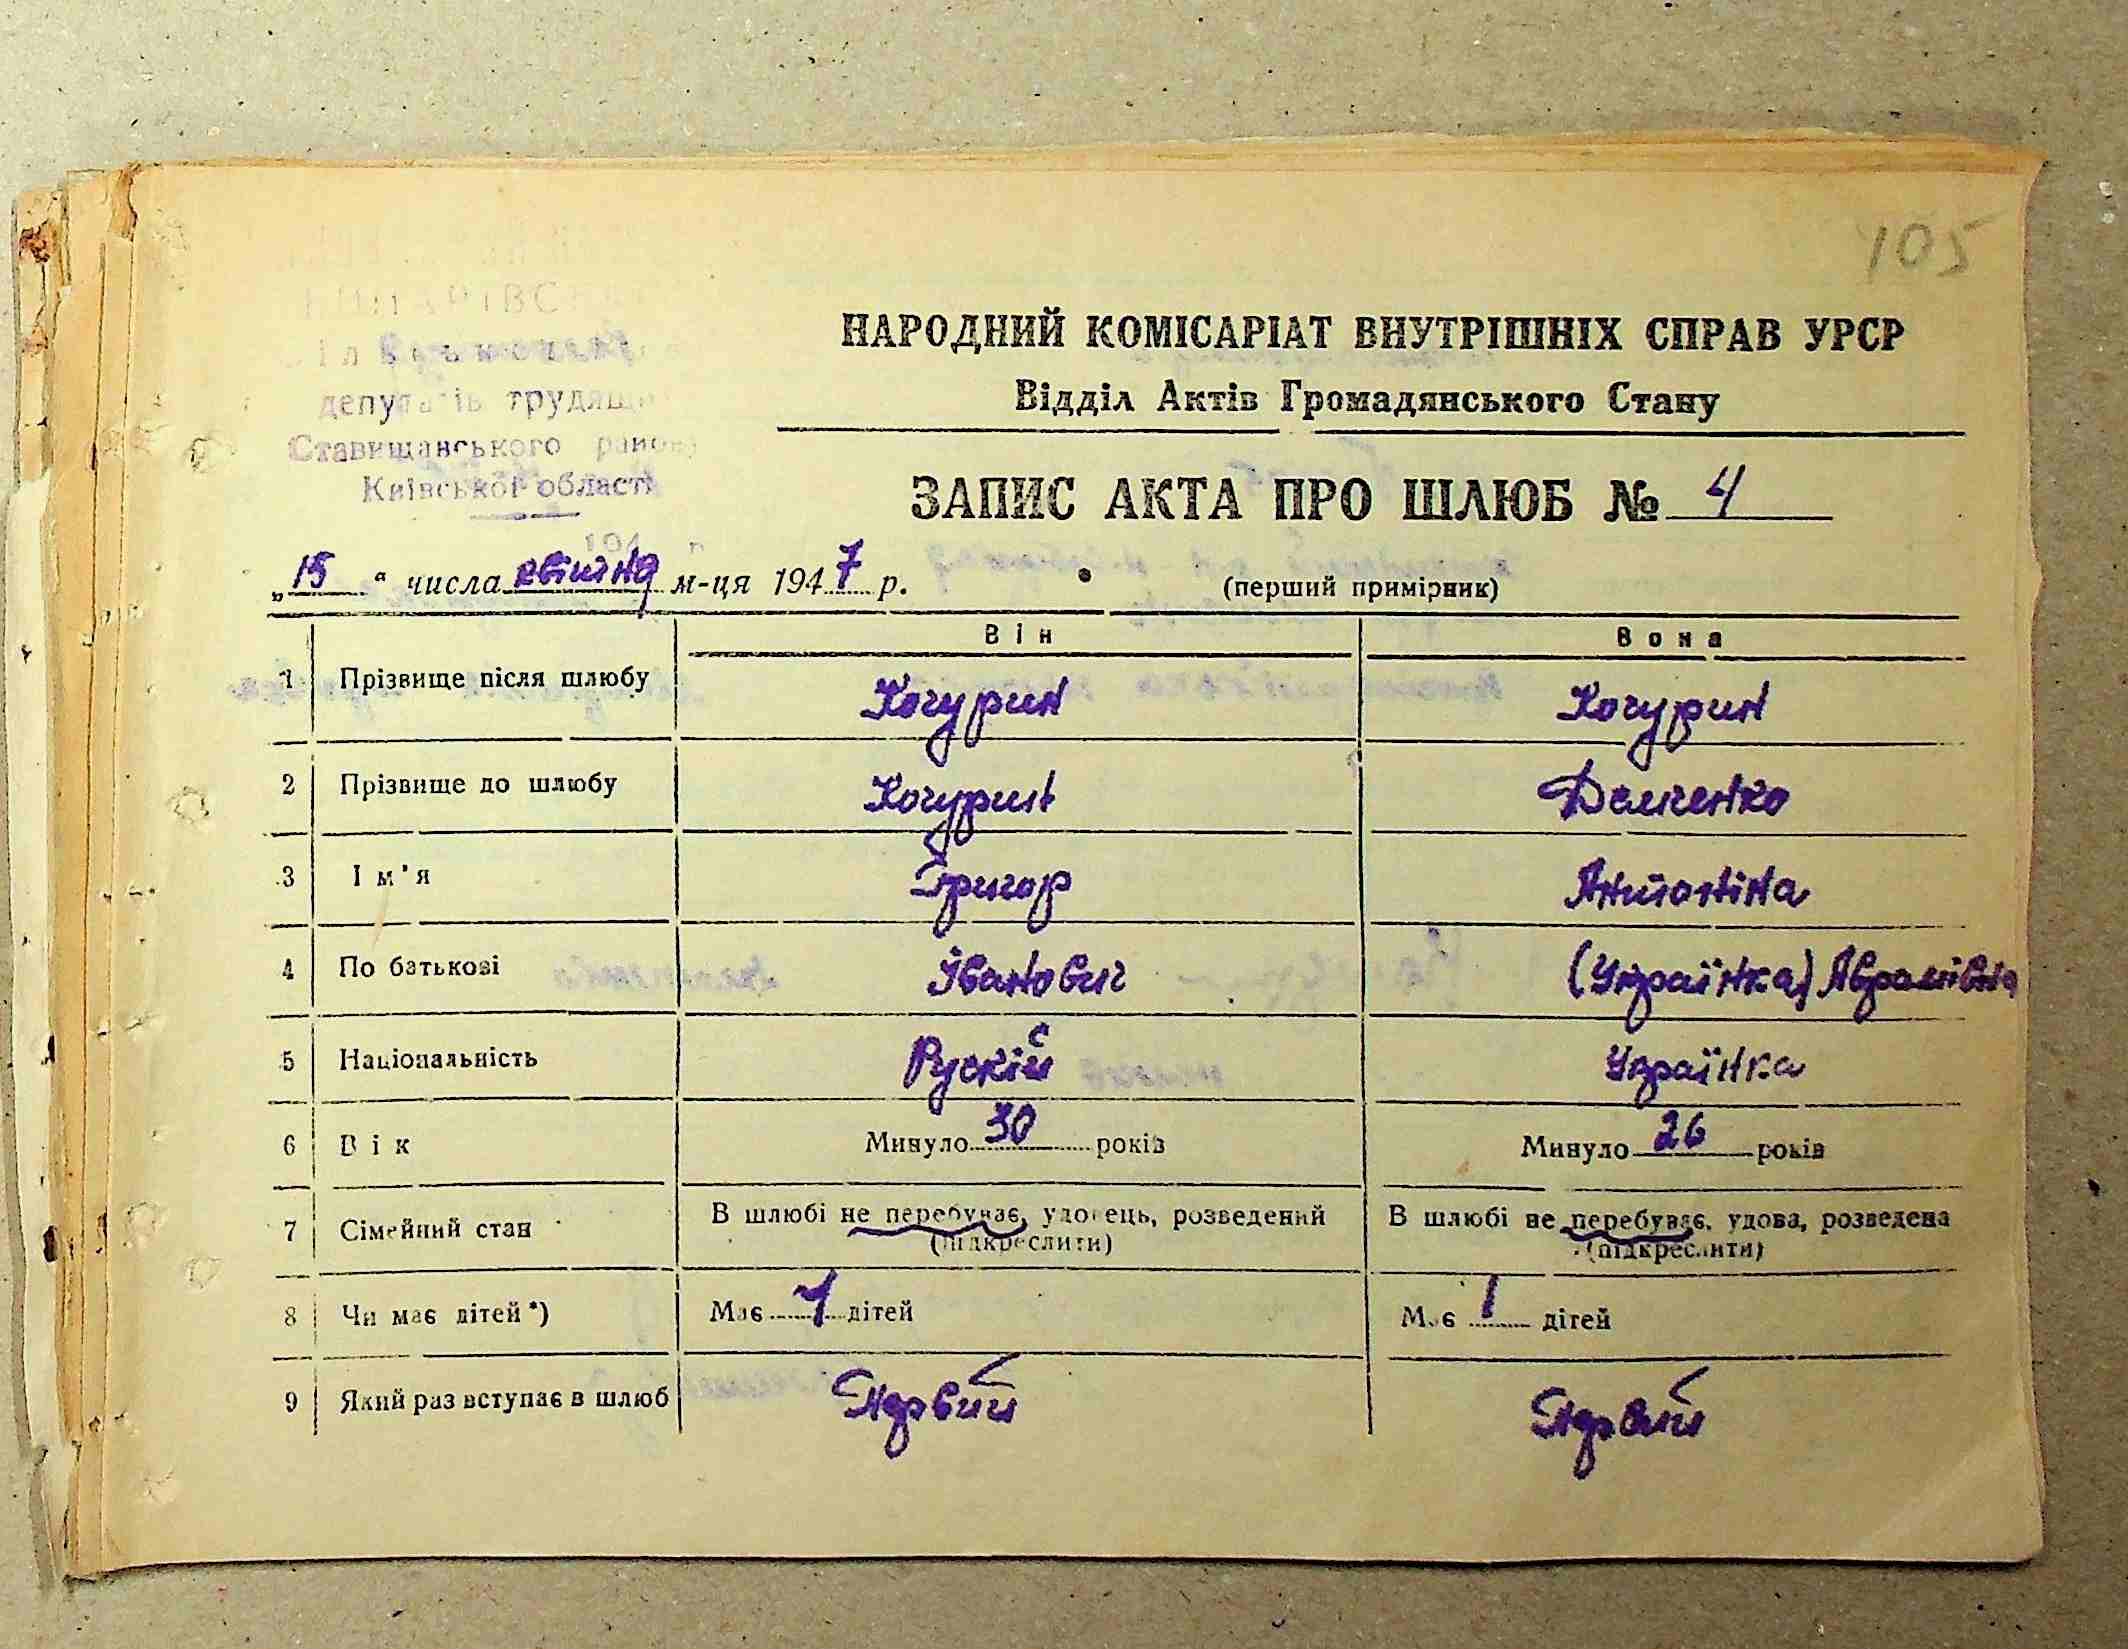 105
депутатів трудящих
Ставищанського району
Київської області
НАРОДНИЙ КОМІСАРІАТ ВНУТРІШНІХ СПРАВ УРСР
Відділ Актів Громадянського Стану
ЗАПИС АКТА ПРО ШЛЮБ № 4
„15“ числа квітня м-ця 1947 р.
(перший примірник)
Він Вона
1 Прізвище після шлюбу Кочурин Кочурин
2 Прізвище до шлюбу Кочурин Демченко
3 Ім'я Григор Антоніна
4 По батькові Іванович (Українка) Аврамівна
5 Національність Рускій Українка
6 Вік Минуло 30 років Минуло 26 років
7 Сімейний стан В шлюбі не перебуває, удовець, розведений В шлюбі не перебуває, удова, розведена
(підкреслити) (підкреслити)
8 Чи має дітей*) Має 1 дітей Має 1 дітей
9 Який раз вступає в шлюб Первий Первий